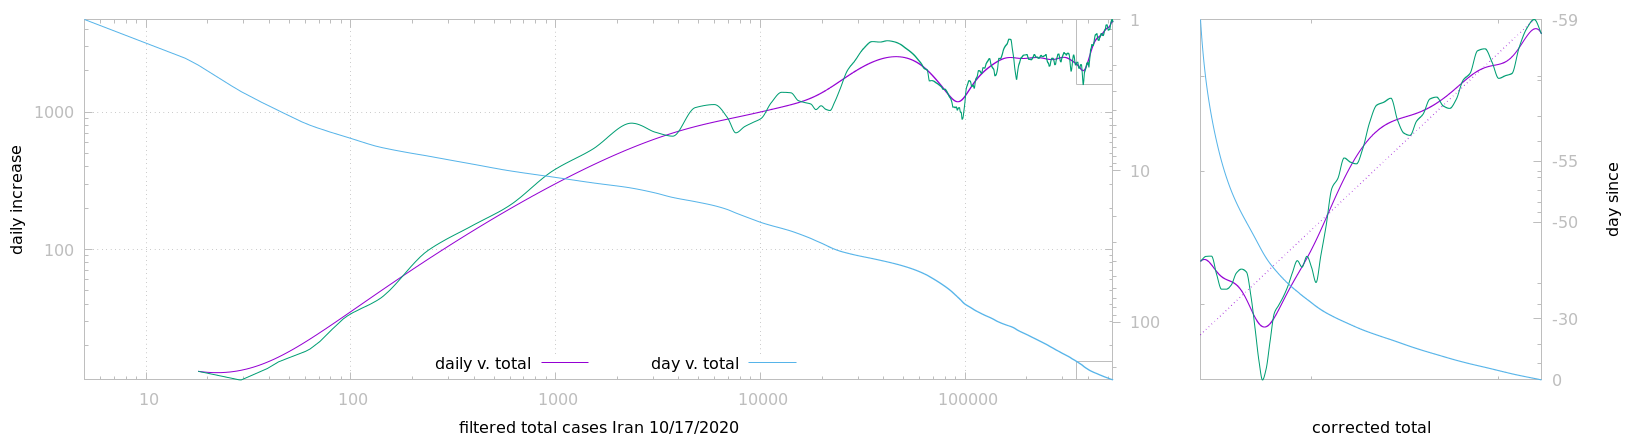 daily increase
1000
100
10
100
1000
10000
100000
1
10
100
daily v. total
day v. total
filtered total cases Iran 10/17/2020
-59
-55
-50
-30
0
day since
corrected total